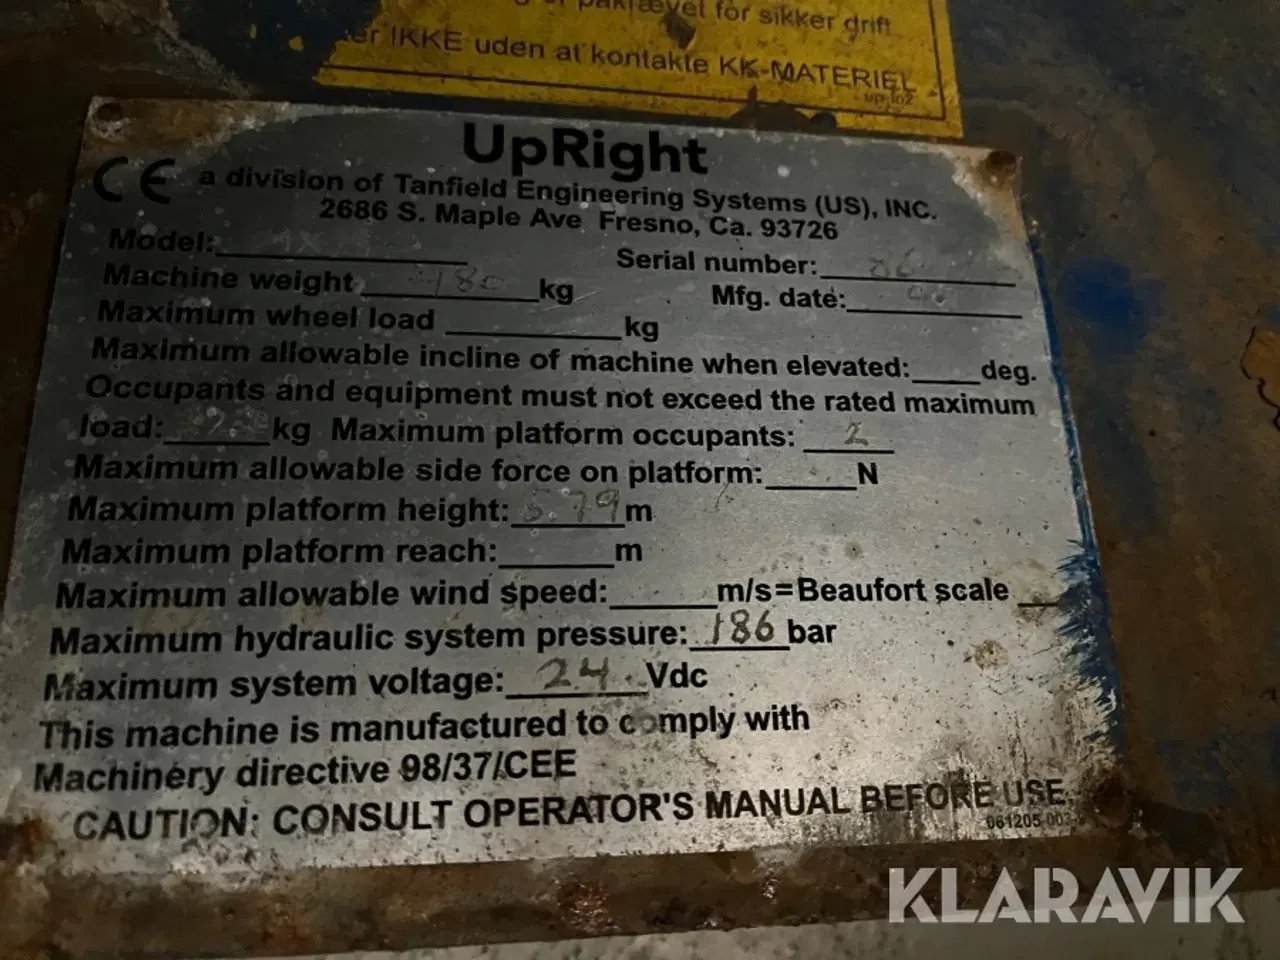 for sikker drift
IKKE uden at kontakte KK-MATERIEL
UpRight
CE a division of Tanfield Engineering Systems (US), INC.
2686 S. Maple Ave Fresno, Ca. 93726
Model:
Serial number:
Machine weight kg
Mfg. date:
Maximum wheel load kg
Maximum allowable incline of machine when elevated: deg.
Occupants and equipment must not exceed the rated maximum
load: kg Maximum platform occupants: 2
Maximum allowable side force on platform: N
Maximum platform height: 5.79 m
Maximum platform reach: m
Maximum allowable wind speed: m/s=Beaufort scale
Maximum hydraulic system pressure: 186 bar
Maximum system voltage: 24 Vdc
This machine is manufactured to comply with
Machinery directive 98/37/CEE
CAUTION: CONSULT OPERATOR'S MANUAL BEFORE USE.
KLARAVIK